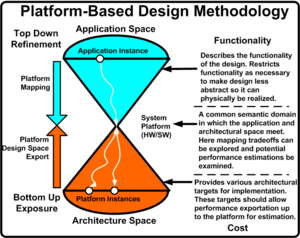 Platform-Based Design Methodology
Top Down
Refinement
Application Space
Functionality
Application Instance
Platform
Mapping
Describes the functionality
of the design. Restricts
functionality as necessary
to make design less
abstract so it can
physically be realized.
System
Platform
(HW/SW)
A common semantic domain
in which the application and
architectural space meet.
Here mapping tradeoffs can
be explored and potential
performance estimations be
examined.
Platform
Design Space
Export
Provides various architectural
targets for implementation.
These targets should allow
performance exportation up
to the platform for estimation.
Platform Instances
Bottom Up
Exposure
Architecture Space
Cost